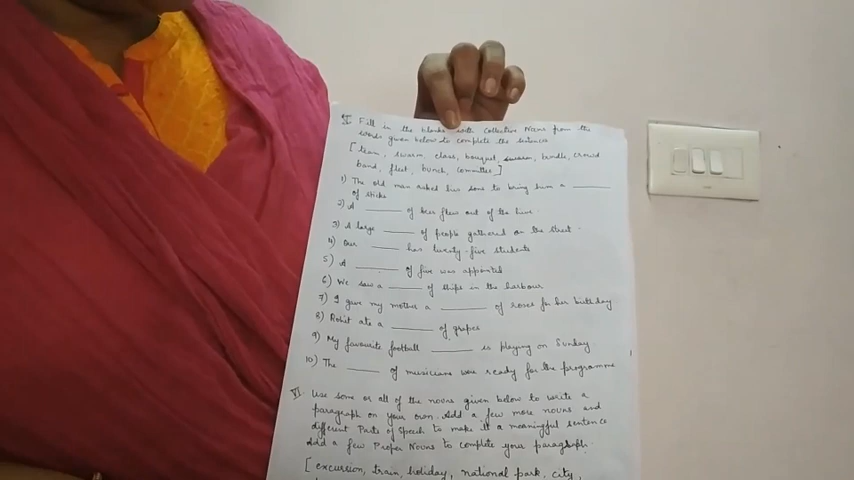 V Fill in the blanks with Collective Nouns from the
words given below to complete the sentences
[team, swarm, class, bouquet, swarm, bundle, crowd
band, fleet, bunch, committee]
1) The old man asked his sons to bring him a ______
of sticks
2) A ______ of bees flew out of the hive.
3) A large ______ of people gathered on the street.
4) Our ______ has twenty-five students
5) A ______ of five was appointed
6) We saw a ______ of ships in the harbour
7) I gave my mother a ______ of roses for her birthday
8) Rohit ate a ______ of grapes
9) My favourite football ______ is playing on Sunday
10) The ______ of musicians were ready for the programme
VI. Use some or all of the nouns given below to write a
paragraph on your own. Add a few more nouns and
different Parts of Speech to make it a meaningful sentence
Add a few Proper Nouns to complete your paragraph.
[excursion, train, holiday, national park, city,